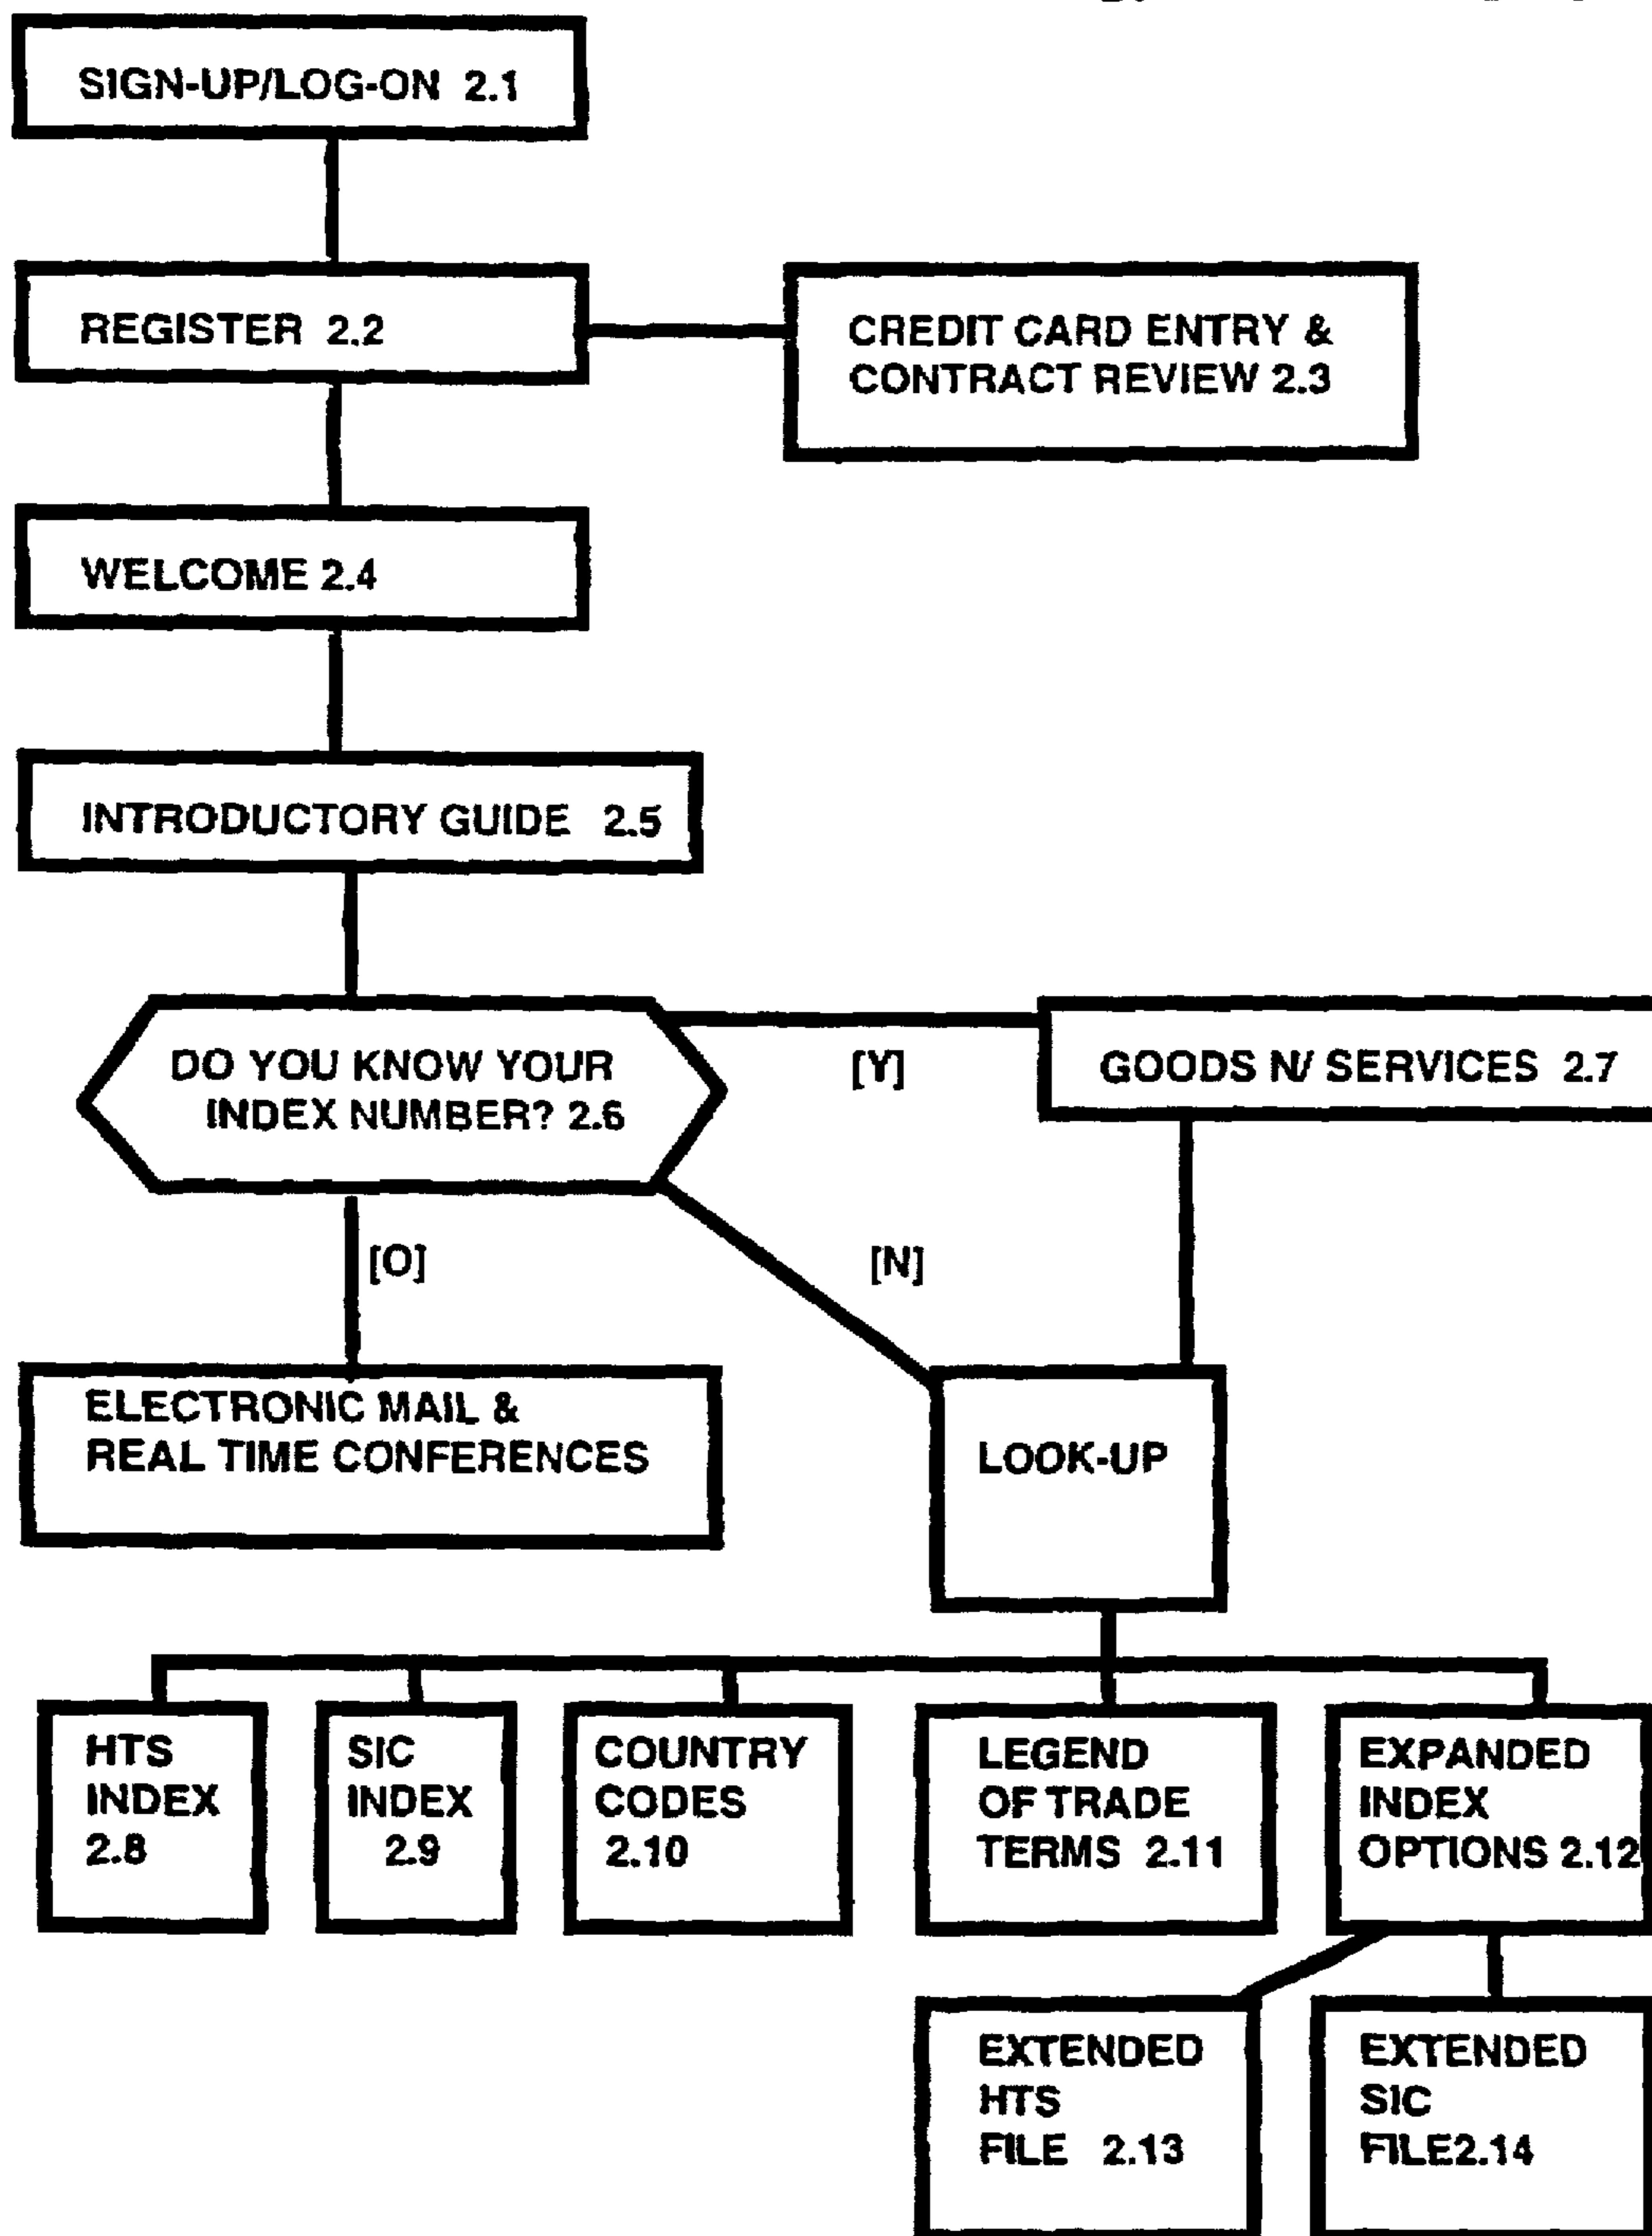 SIGN-UP/LOG-ON 2.1
REGISTER 2.2
CREDIT CARD ENTRY &
CONTRACT REVIEW 2.3
WELCOME 2.4
INTRODUCTORY GUIDE 2.5
DO YOU KNOW YOUR
INDEX NUMBER? 2.6
[Y]
GOODS N/ SERVICES 2.7
[O]
[N]
ELECTRONIC MAIL &
REAL TIME CONFERENCES
LOOK-UP
HTS
INDEX
2.8
SIC
INDEX
2.9
COUNTRY
CODES
2.10
LEGEND
OF TRADE
TERMS 2.11
EXPANDED
INDEX
OPTIONS 2.12
EXTENDED
HTS
FILE 2.13
EXTENDED
SIC
FILE2.14